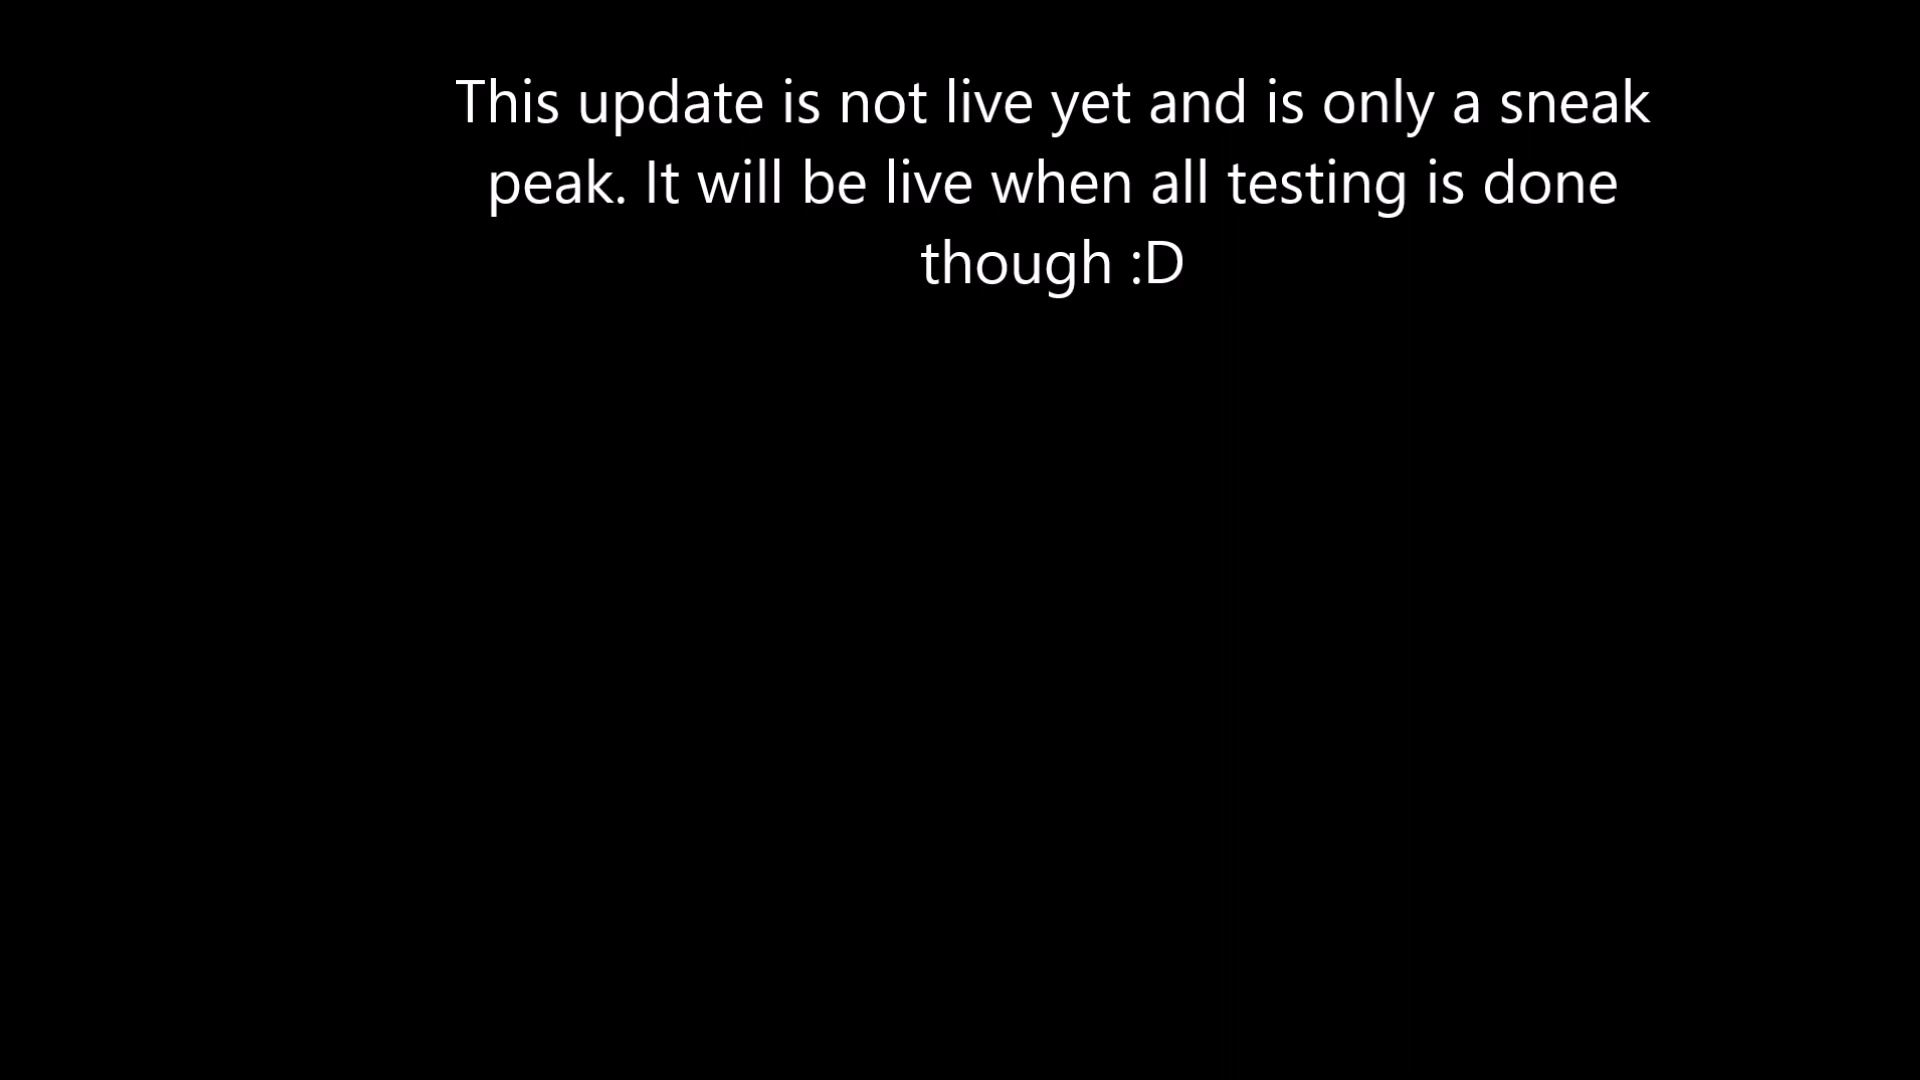 This update is not live yet and is only a sneak
peak. It will be live when all testing is done
though :D